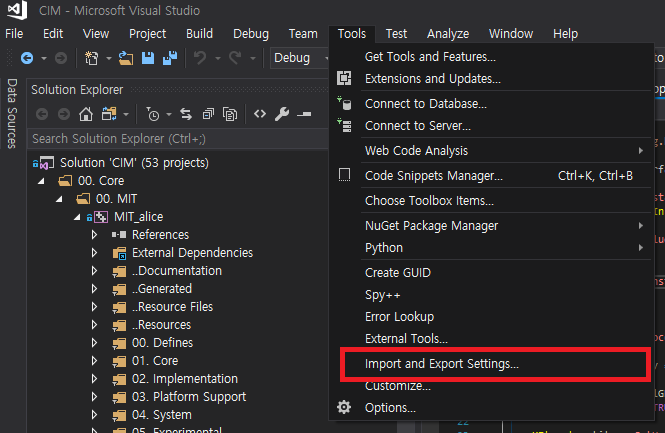 CIM - Microsoft Visual Studio
File Edit View Project Build Debug Team Tools Test Analyze Window Help
Debug
Data Sources
Solution Explorer
Search Solution Explorer (Ctrl+;)
Solution 'CIM' (53 projects)
00. Core
00. MIT
MIT_alice
References
External Dependencies
..Documentation
..Generated
..Resource Files
..Resources
00. Defines
01. Core
02. Implementation
03. Platform Support
04. System
05. Experimental
Get Tools and Features...
Extensions and Updates...
Connect to Database...
Connect to Server...
Web Code Analysis
Code Snippets Manager... Ctrl+K, Ctrl+B
Choose Toolbox Items...
NuGet Package Manager
Python
Create GUID
Spy++
Error Lookup
External Tools...
Import and Export Settings...
Customize...
Options...
22